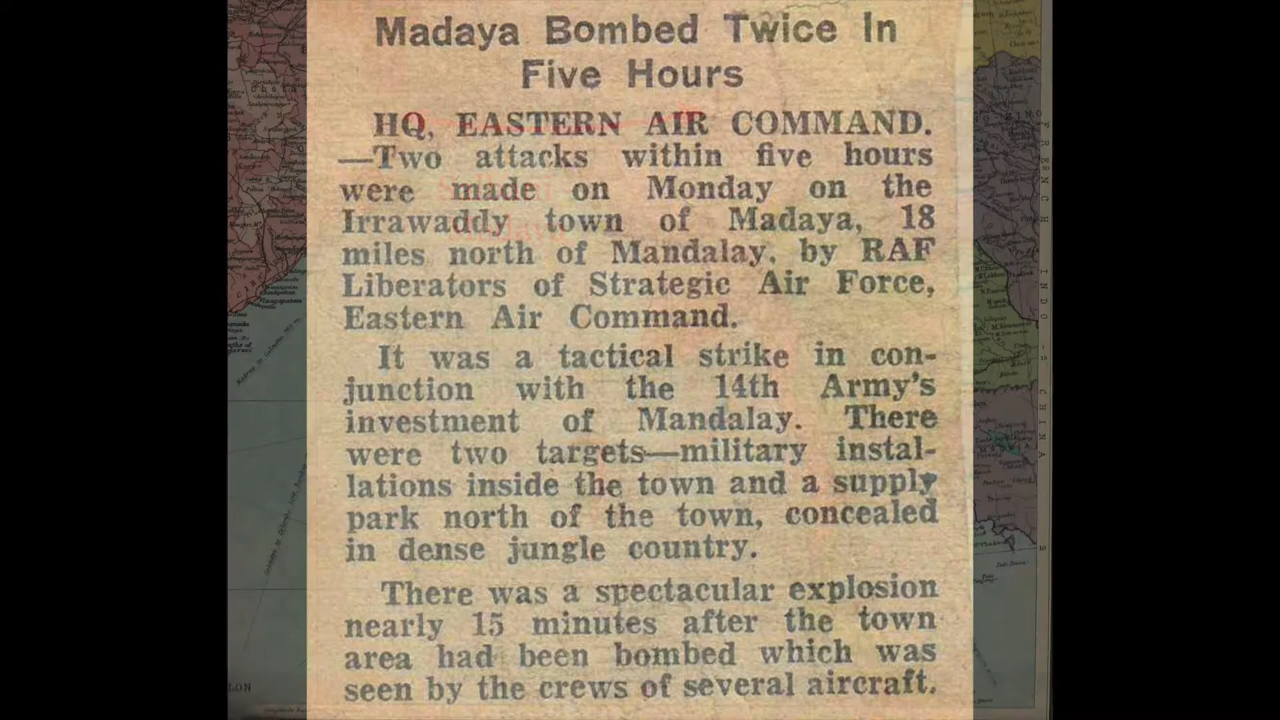 Madaya Bombed Twice In
Five Hours
HQ, EASTERN AIR COMMAND.
—Two attacks within five hours
were made on Monday on the
Irrawaddy town of Madaya, 18
miles north of Mandalay, by RAF
Liberators of Strategic Air Force,
Eastern Air Command.
It was a tactical strike in con-
junction with the 14th Army's
investment of Mandalay. There
were two targets—military instal-
lations inside the town and a supply
park north of the town, concealed
in dense jungle country.
There was a spectacular explosion
nearly 15 minutes after the town
area had been bombed which was
seen by the crews of several aircraft.